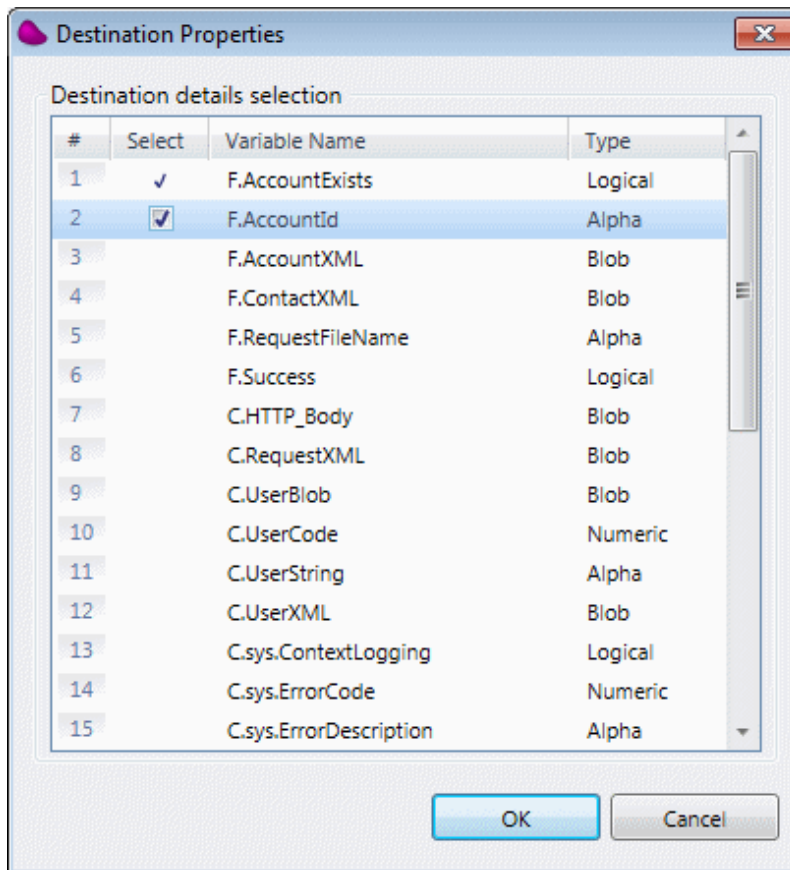 Destination Properties
Destination details selection
# Select Variable Name Type
1 F.AccountExists Logical
2 F.AccountId Alpha
3 F.AccountXML Blob
4 F.ContactXML Blob
5 F.RequestFileName Alpha
6 F.Success Logical
7 C.HTTP_Body Blob
8 C.RequestXML Blob
9 C.UserBlob Blob
10 C.UserCode Numeric
11 C.UserString Alpha
12 C.UserXML Blob
13 C.sys.ContextLogging Logical
14 C.sys.ErrorCode Numeric
15 C.sys.ErrorDescription Alpha
OK Cancel